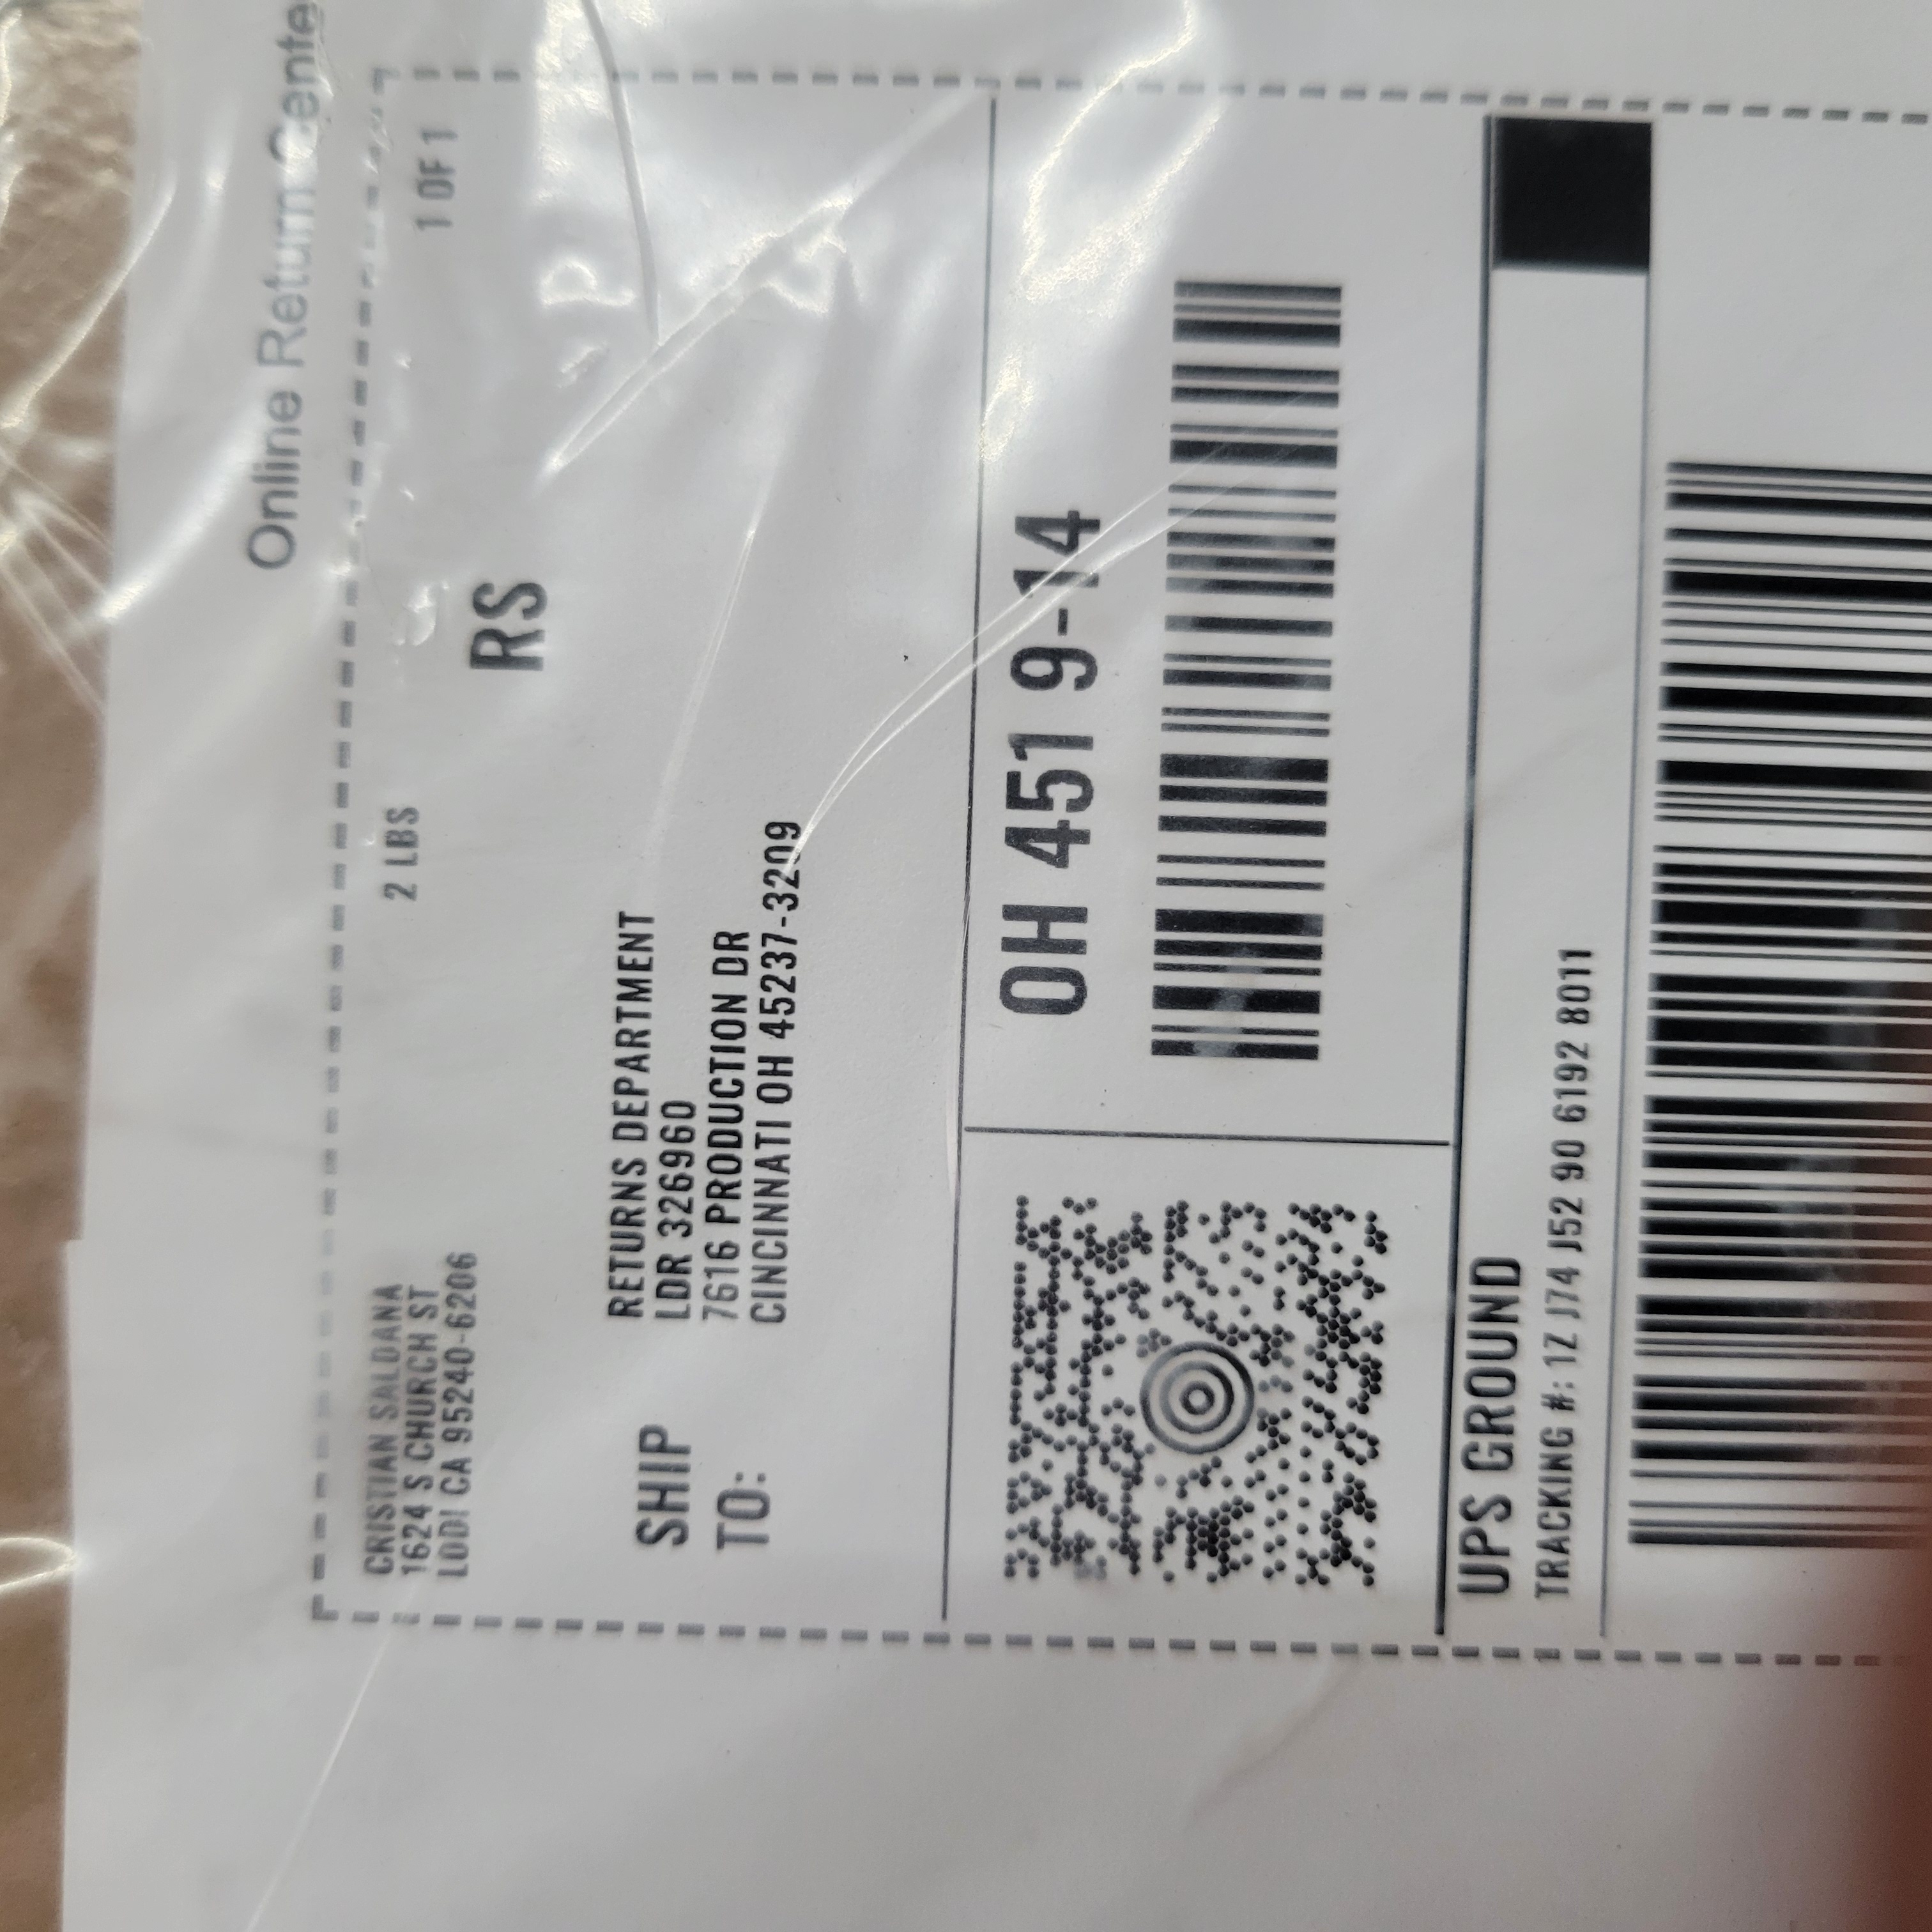 Online Return Cente
CRISTIAN SALDANA
1624 S CHURCH ST
LODI CA 95240-6206
2 LBS
1 OF 1
RS
SHIP
TO:
RETURNS DEPARTMENT
LDR 326960
7616 PRODUCTION DR
CINCINNATI OH 45237-3209
OH 451 9-14
UPS GROUND
TRACKING #: 1Z J74 J52 90 6192 8011